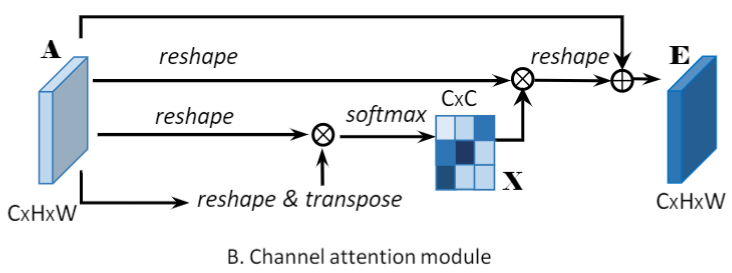 A
reshape
reshape
E
CxC
reshape
softmax
X
reshape & transpose
CxHxW
CxHxW
B. Channel attention module